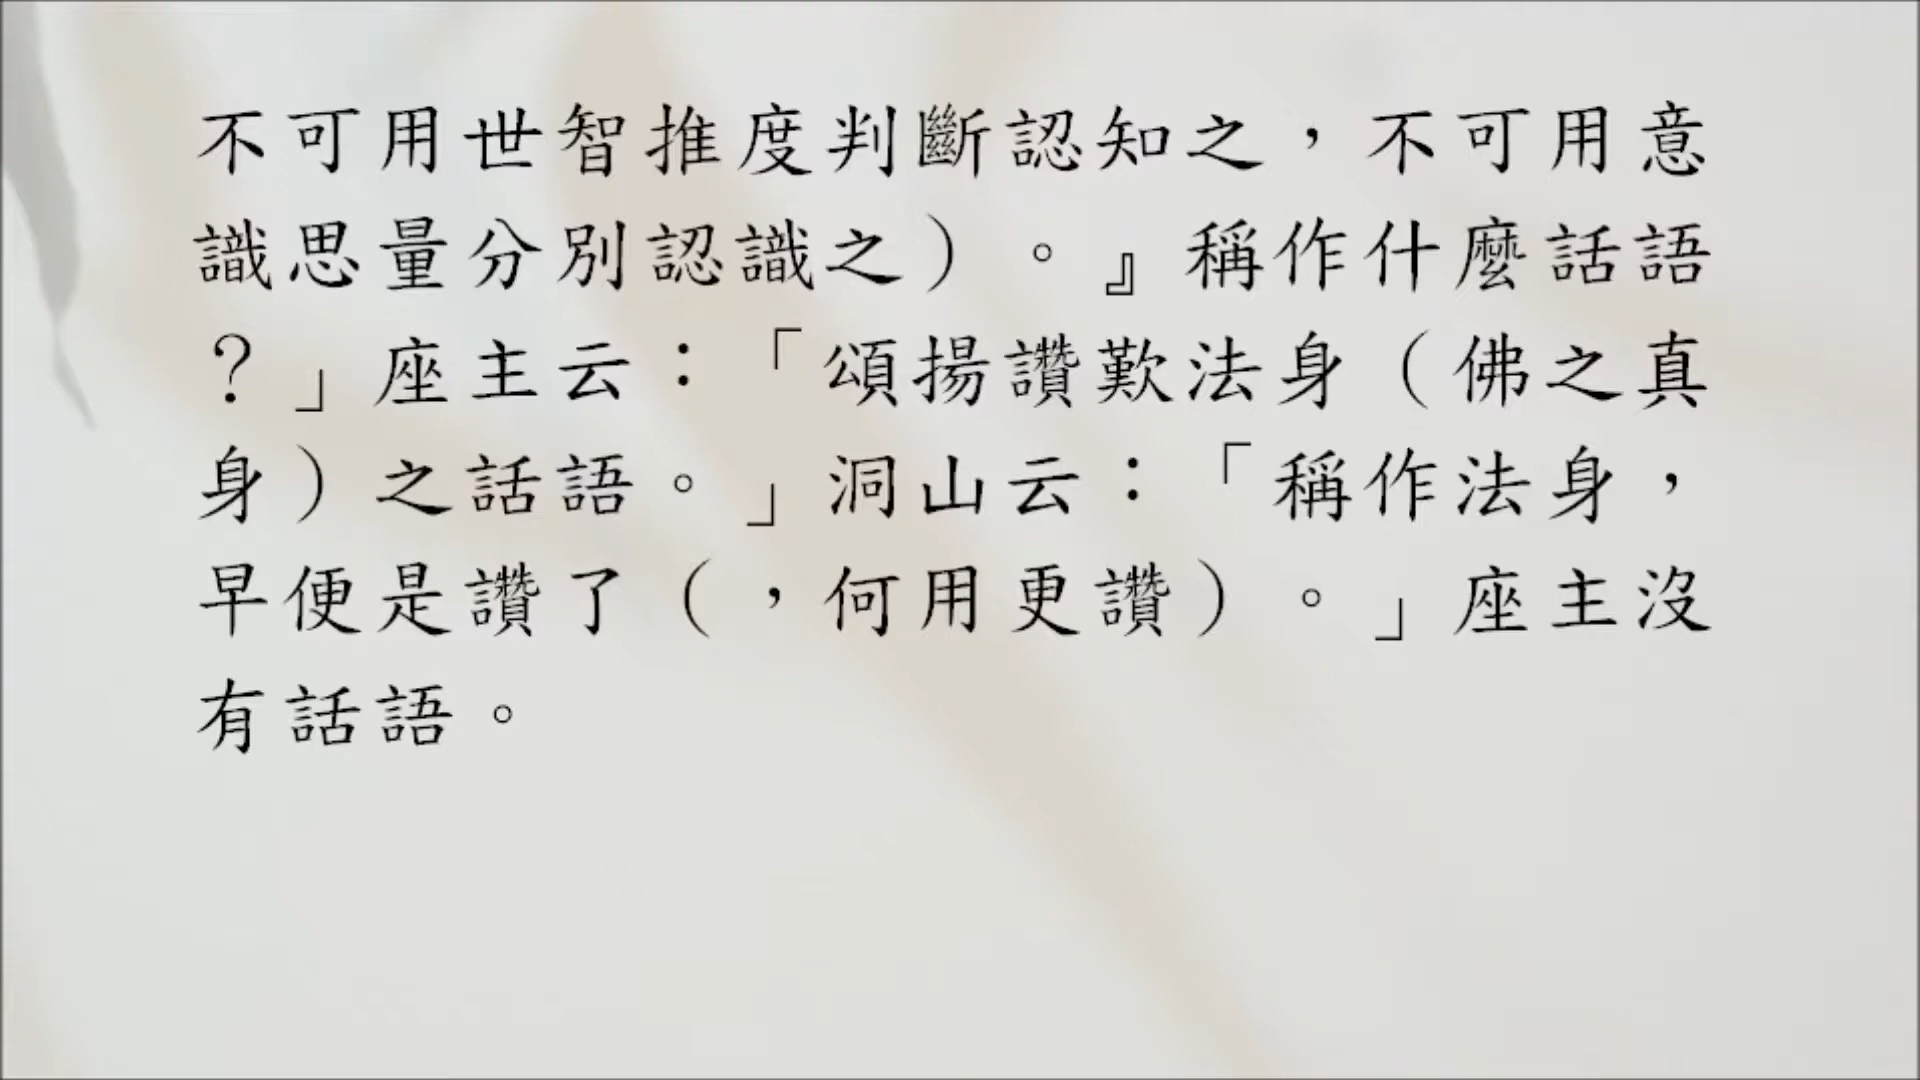 不可用世智推度判斷認知之，不可用意
識思量分別認識之）。』稱作什麼話語
？」座主云：「頌揚讚歎法身（佛之真
身）之話語。」洞山云：「稱作法身，
早便是讚了（，何用更讚）。」座主沒
有話語。